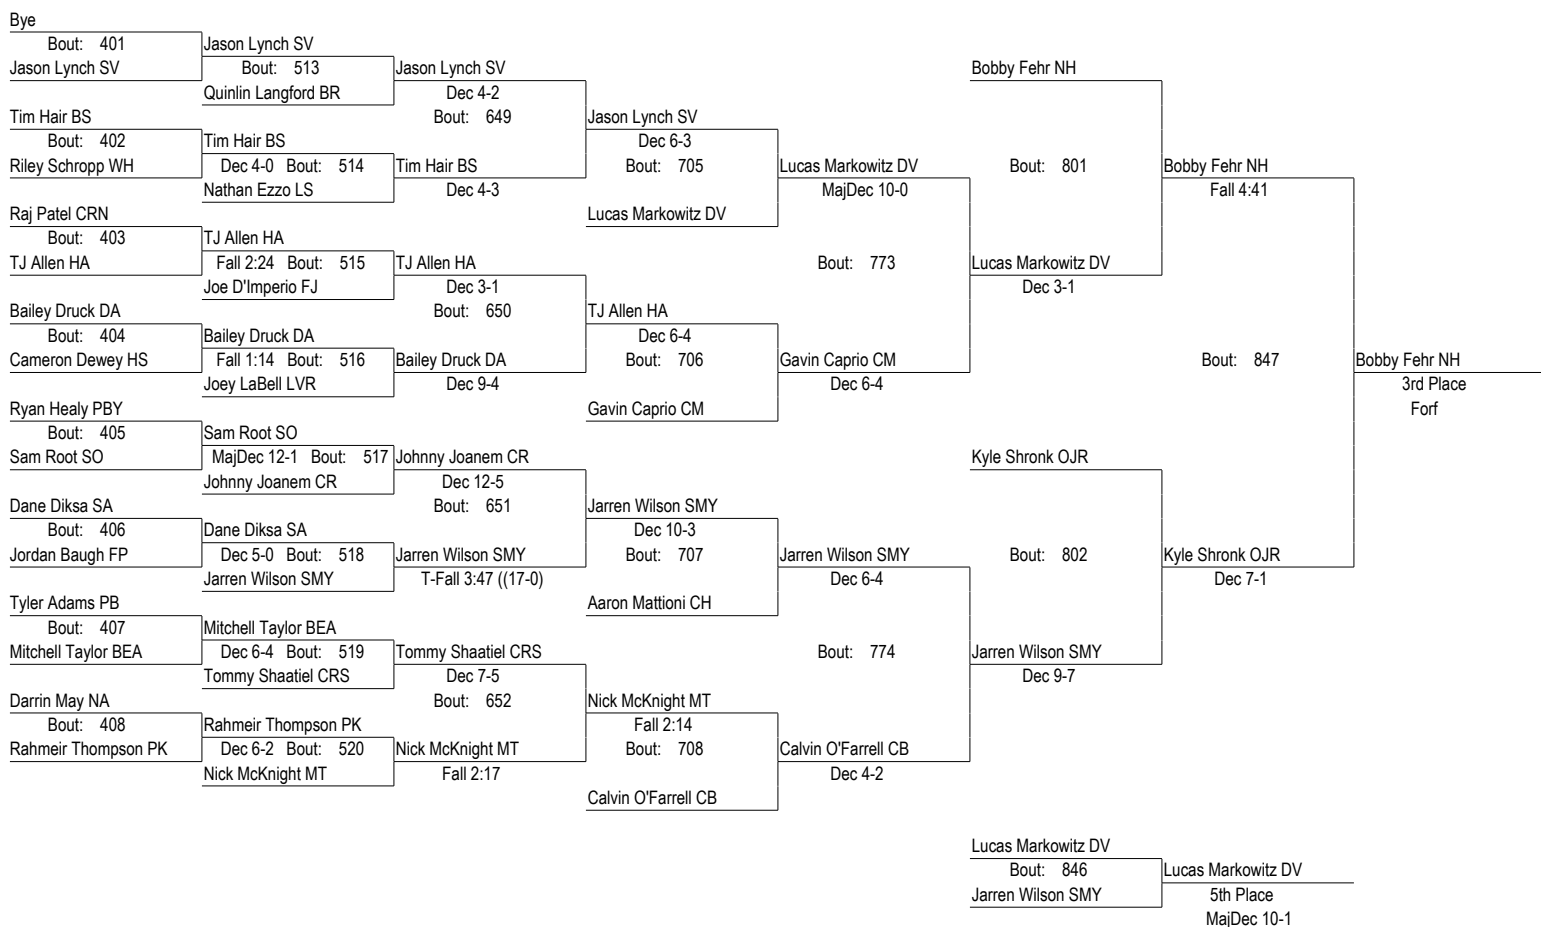 Bye
Bout: 401
Jason Lynch SV
Jason Lynch SV
Bout: 513
Jason Lynch SV
Bobby Fehr NH
Quinlin Langford BR
Dec 4-2
Tim Hair BS
Bout: 649
Jason Lynch SV
Bout: 402
Tim Hair BS
Dec 6-3
Riley Schropp WH
Dec 4-0 Bout: 514
Tim Hair BS
Bout: 705
Lucas Markowitz DV
Bout: 801
Bobby Fehr NH
Nathan Ezzo LS
Dec 4-3
MajDec 10-0
Fall 4:41
Raj Patel CRN
Lucas Markowitz DV
Bout: 403
TJ Allen HA
TJ Allen HA
Fall 2:24 Bout: 515
TJ Allen HA
Bout: 773
Lucas Markowitz DV
Joe D'Imperio FJ
Dec 3-1
Dec 3-1
Bailey Druck DA
Bout: 650
TJ Allen HA
Bout: 404
Bailey Druck DA
Dec 6-4
Cameron Dewey HS
Fall 1:14 Bout: 516
Bailey Druck DA
Bout: 706
Gavin Caprio CM
Bout: 847
Bobby Fehr NH
Joey LaBell LVR
Dec 9-4
Dec 6-4
3rd Place
Ryan Healy PBY
Gavin Caprio CM
Forf
Bout: 405
Sam Root SO
Sam Root SO
MajDec 12-1 Bout: 517
Johnny Joanem CR
Kyle Shronk OJR
Johnny Joanem CR
Dec 12-5
Dane Diksa SA
Bout: 651
Jarren Wilson SMY
Bout: 406
Dane Diksa SA
Dec 10-3
Jordan Baugh FP
Dec 5-0 Bout: 518
Jarren Wilson SMY
Bout: 707
Jarren Wilson SMY
Bout: 802
Kyle Shronk OJR
Jarren Wilson SMY
T-Fall 3:47 ((17-0)
Dec 6-4
Dec 7-1
Tyler Adams PB
Aaron Mattioni CH
Bout: 407
Mitchell Taylor BEA
Mitchell Taylor BEA
Dec 6-4 Bout: 519
Tommy Shaatiel CRS
Bout: 774
Jarren Wilson SMY
Tommy Shaatiel CRS
Dec 7-5
Dec 9-7
Darrin May NA
Bout: 652
Nick McKnight MT
Bout: 408
Rahmeir Thompson PK
Fall 2:14
Rahmeir Thompson PK
Dec 6-2 Bout: 520
Nick McKnight MT
Bout: 708
Calvin O'Farrell CB
Nick McKnight MT
Fall 2:17
Dec 4-2
Calvin O'Farrell CB
Lucas Markowitz DV
Bout: 846
Lucas Markowitz DV
Jarren Wilson SMY
5th Place
MajDec 10-1